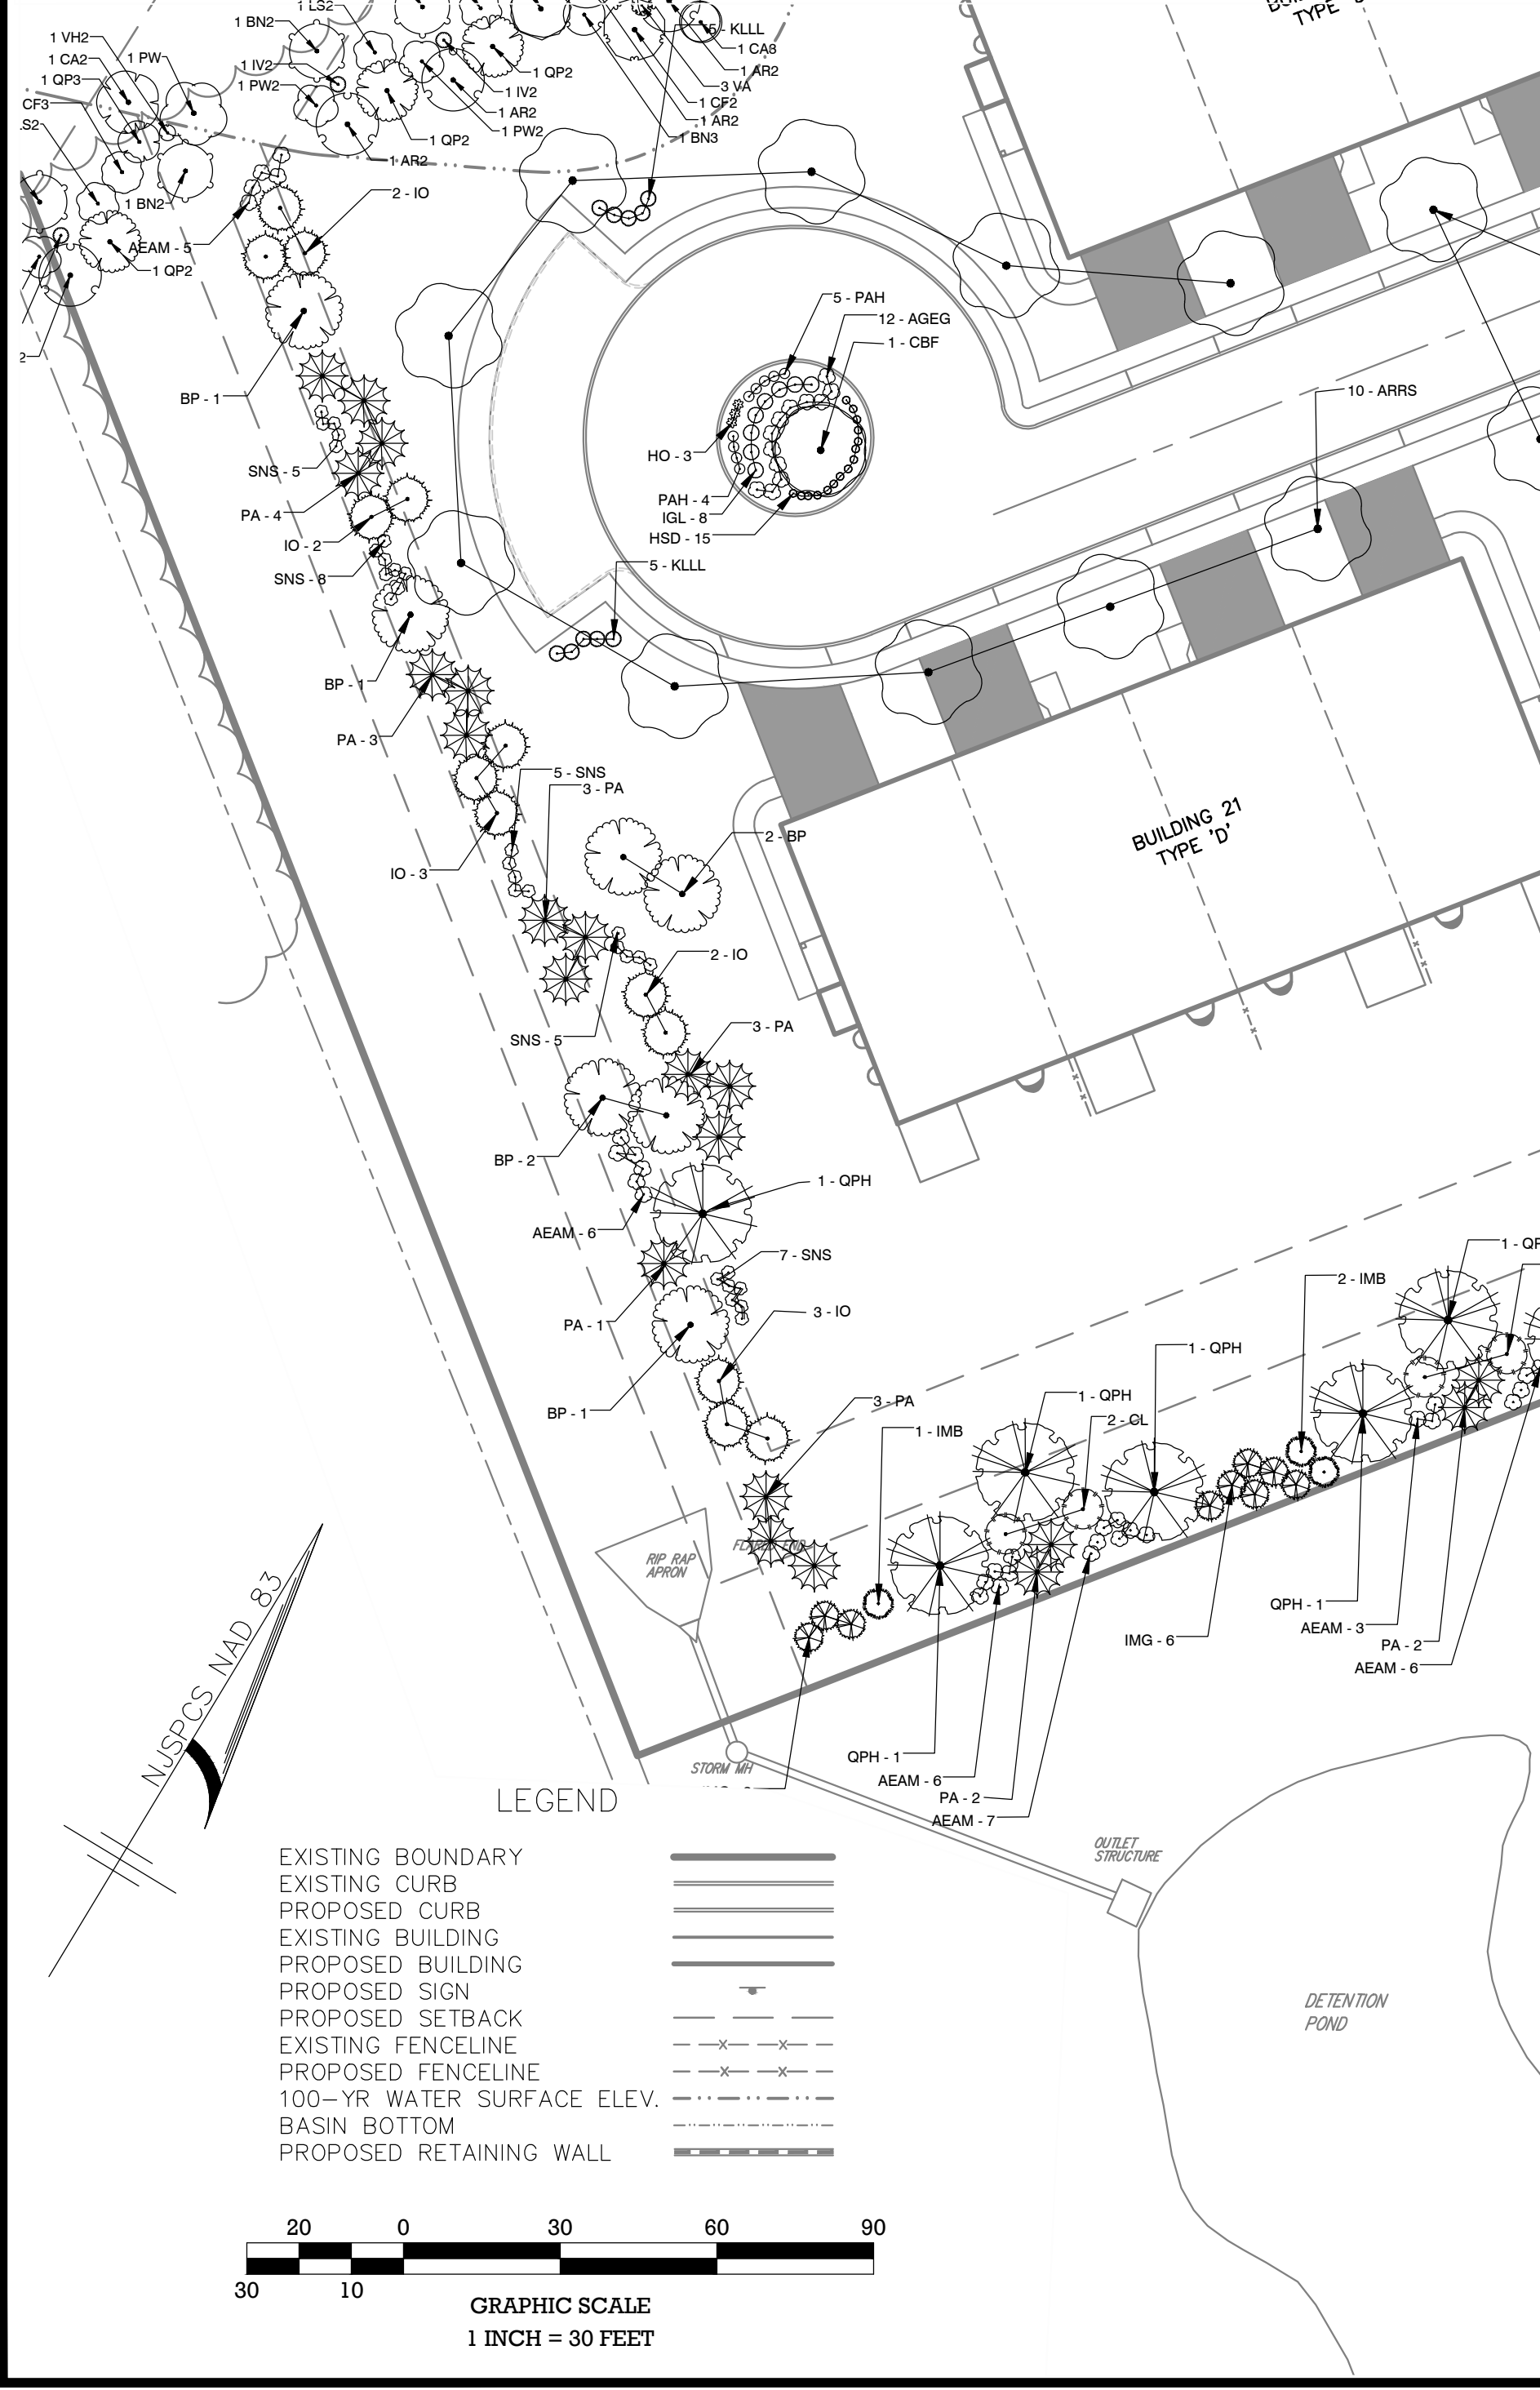 1 LS2
1 BN2
1 VH2
1 CA2
1 PW
1 QP3
CF3
1 IV2
1 PW2
1 QP2
1 IV2
1 AR2
1 PW2
1 QP2
1 AR2
5 - KLLL
1 CA3
1 AR2
3 VA
1 CF2
1 AR2
1 BN3
1 BN2
AEAM - 5
1 QP2
2 - IO
TYPE
BP - 1
SNS - 5
PA - 4
IO - 2
SNS - 8
BP - 1
PA - 3
IO - 3
5 - PAH
12 - AGEG
1 - CBF
HO - 3
PAH - 4
IGL - 8
HSD - 15
5 - KLLL
10 - ARRS
5 - SNS
3 - PA
2 - BP
BUILDING 21
TYPE 'D'
2 - IO
SNS - 5
3 - PA
BP - 2
1 - QPH
AEAM - 6
7 - SNS
PA - 1
3 - IO
BP - 1
3 - PA
1 - IMB
1 - QPH
2 - CL
1 - QPH
2 - IMB
RIP RAP
APRON
FLARED END
QPH - 1
AEAM - 3
IMG - 6
PA - 2
AEAM - 6
QPH - 1
AEAM - 6
PA - 2
AEAM - 7
STORM MH
OUTLET
STRUCTURE
DETENTION
POND
NJSPCS NAD 83
LEGEND
EXISTING BOUNDARY
EXISTING CURB
PROPOSED CURB
EXISTING BUILDING
PROPOSED BUILDING
PROPOSED SIGN
PROPOSED SETBACK
EXISTING FENCELINE
PROPOSED FENCELINE
100-YR WATER SURFACE ELEV.
BASIN BOTTOM
PROPOSED RETAINING WALL
20 0 30 60 90
30 10
GRAPHIC SCALE
1 INCH = 30 FEET